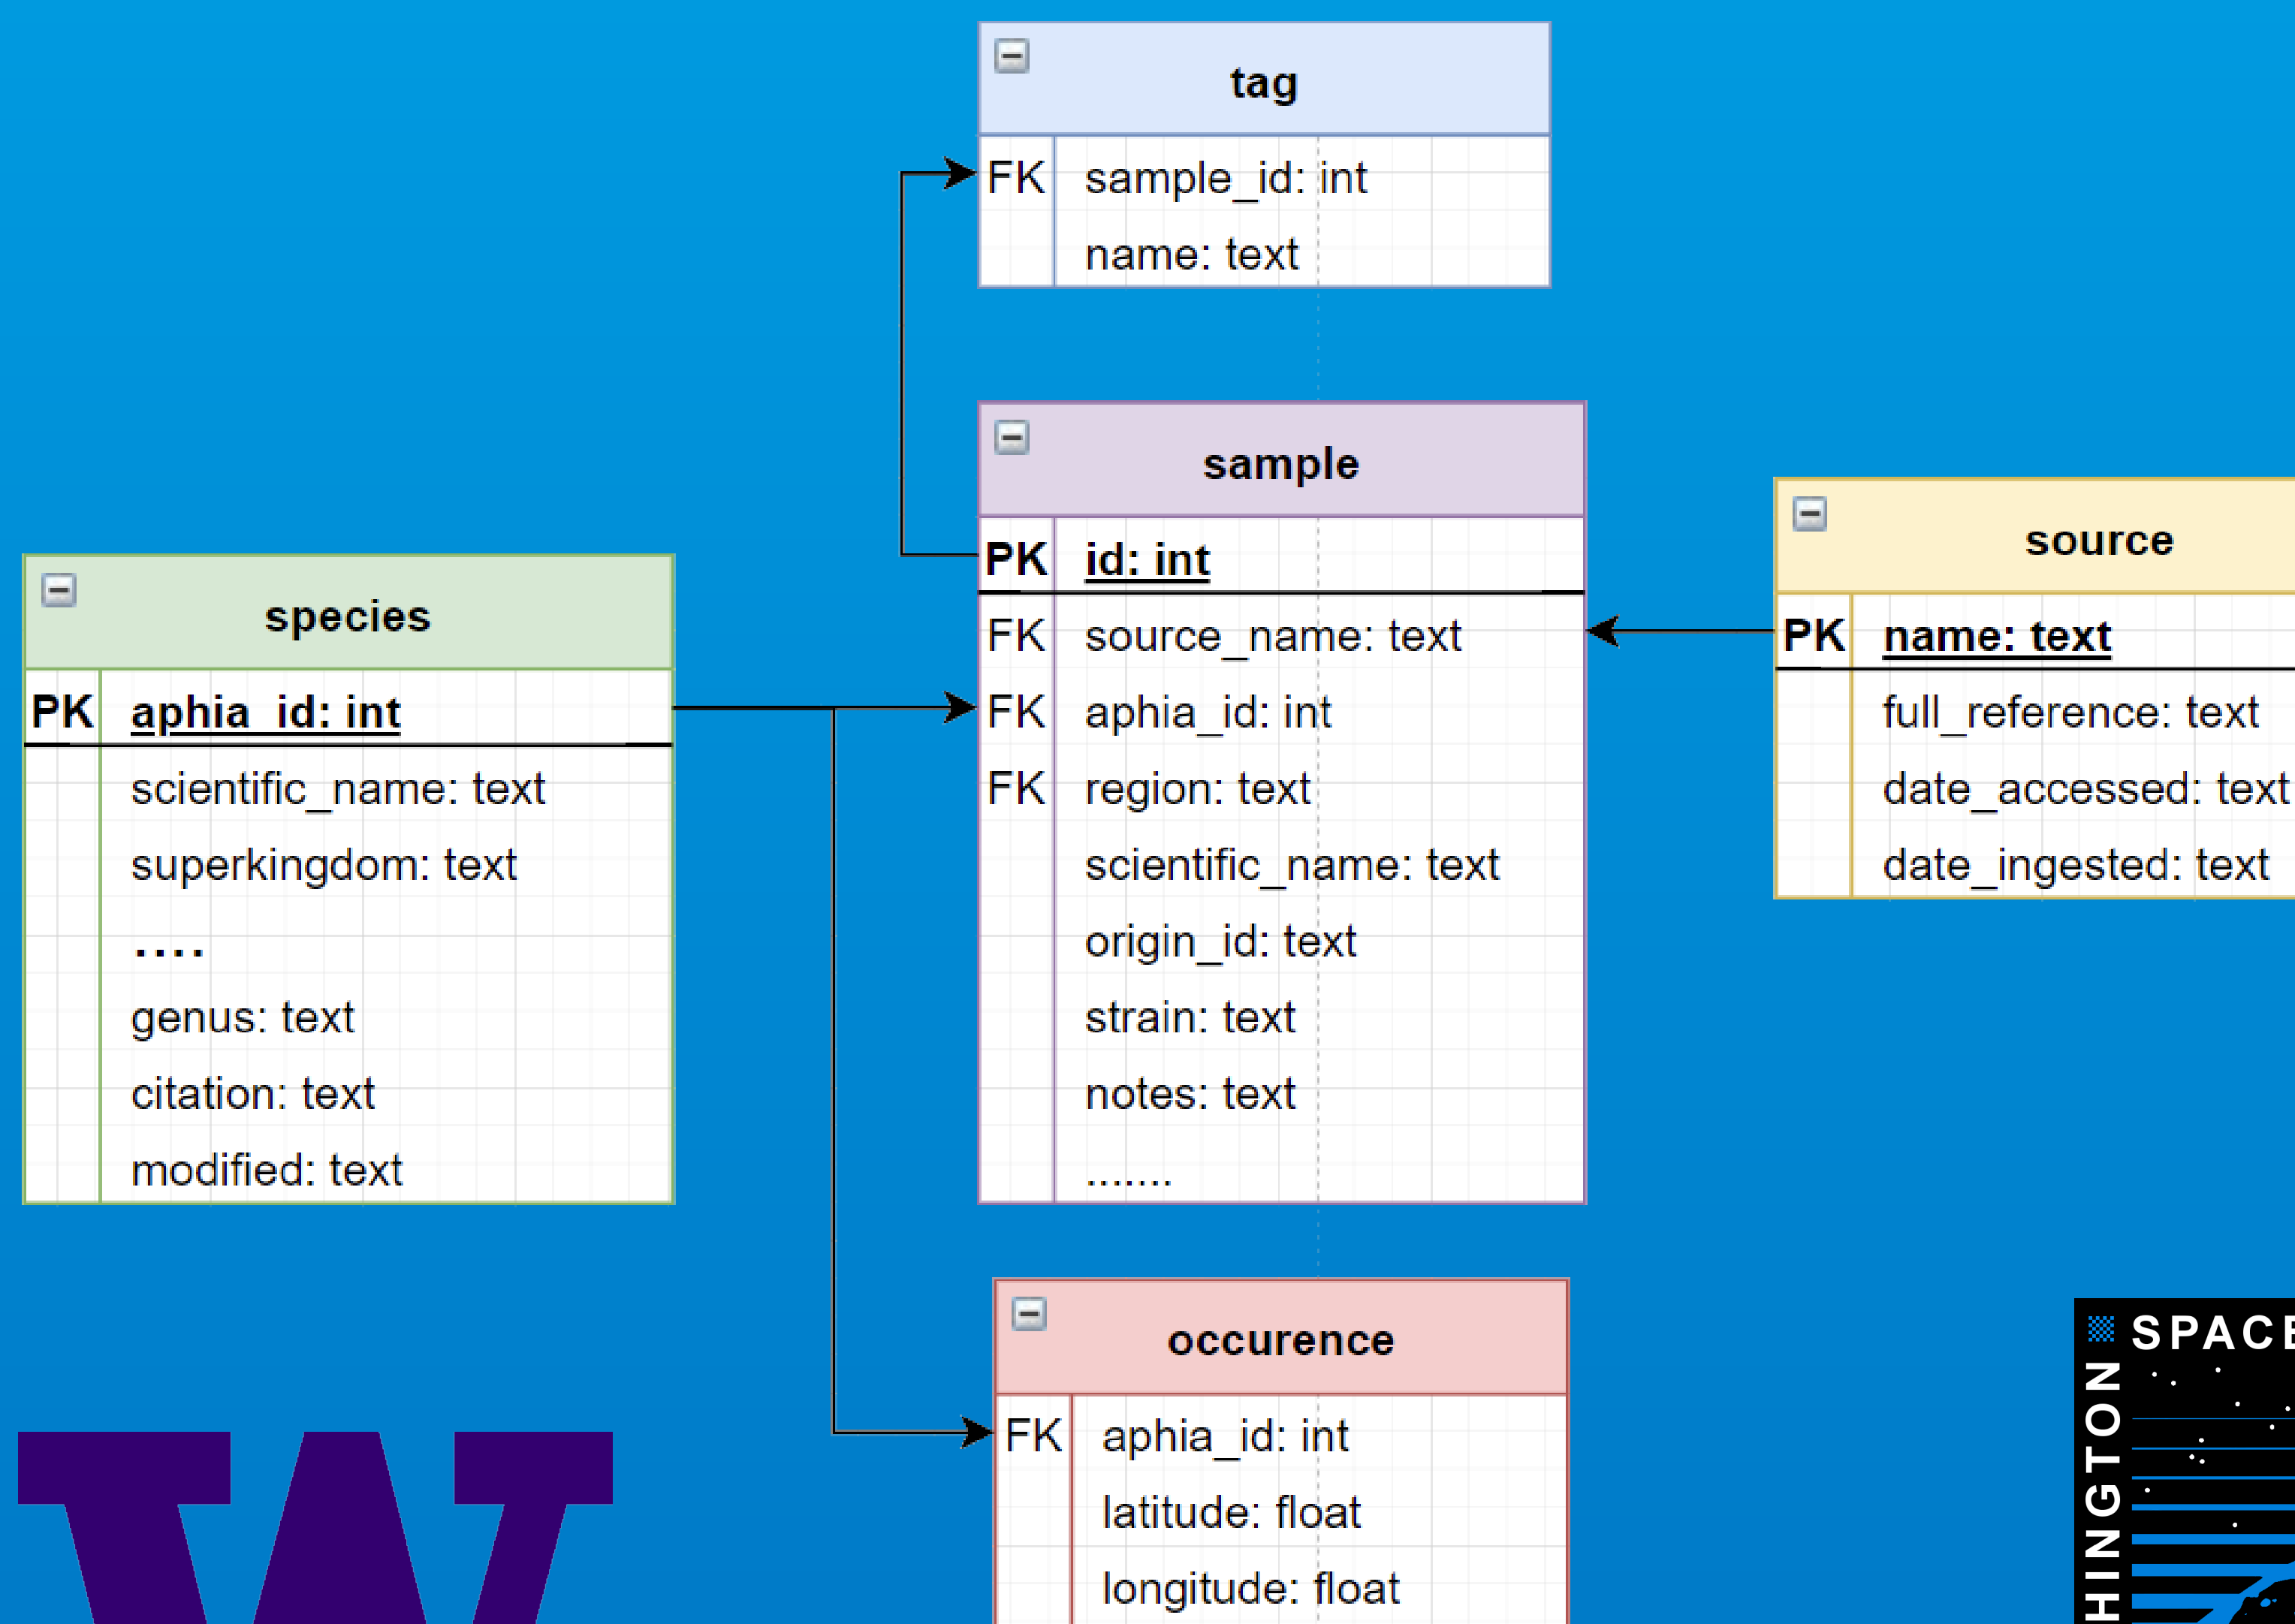 tag
FK sample_id: int
name: text
sample
PK id: int
FK source_name: text
FK aphia_id: int
FK region: text
scientific_name: text
origin_id: text
strain: text
notes: text
.......
species
PK aphia_id: int
scientific_name: text
superkingdom: text
....
genus: text
citation: text
modified: text
source
PK name: text
full_reference: text
date_accessed: text
date_ingested: text
occurence
FK aphia_id: int
latitude: float
longitude: float
W
SPACE
HINGTON